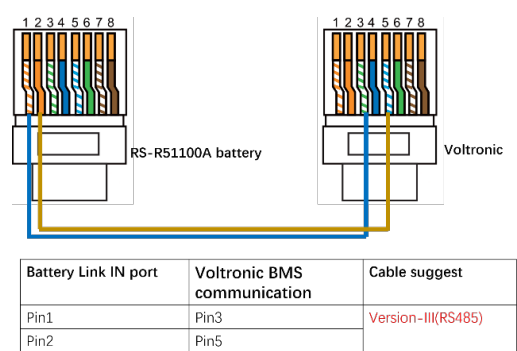 1 2 3 4 5 6 7 8
1 2 3 4 5 6 7 8
RS-R51100A battery
Voltronic
Battery Link IN port
Voltronic BMS
communication
Cable suggest
Pin1
Pin3
Version-III(RS485)
Pin2
Pin5